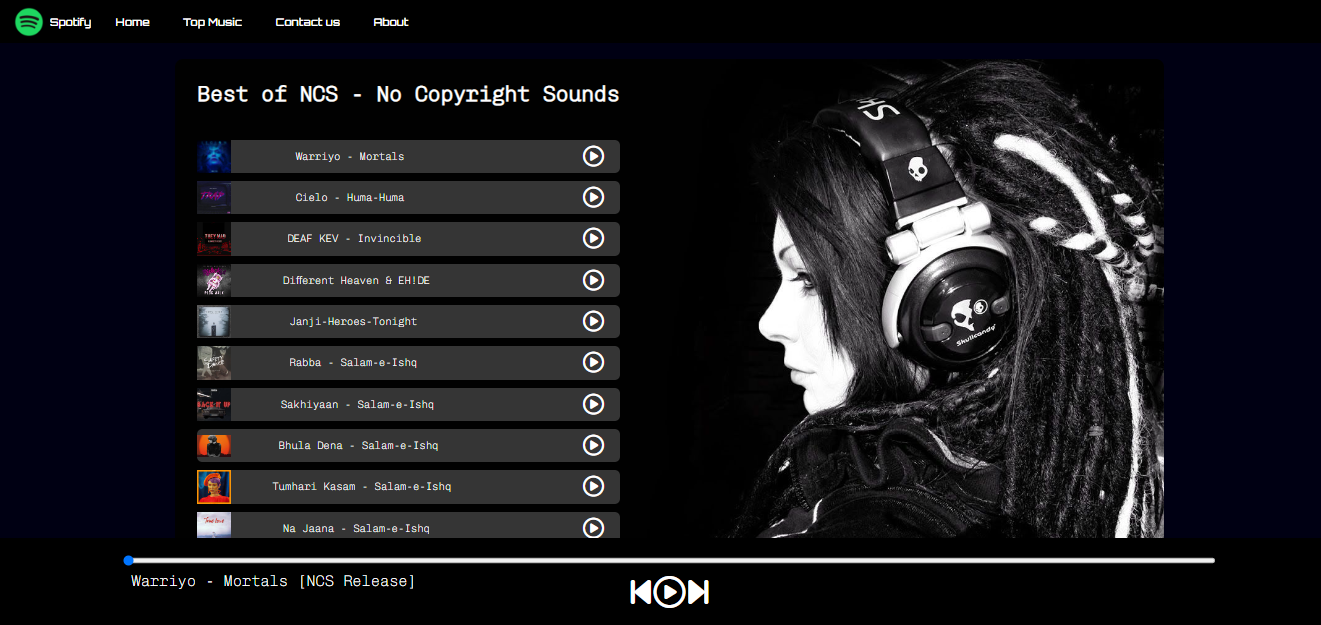 Spotify Home Top Music Contact us About
Best of NCS - No Copyright Sounds
Warriyo - Mortals
Cielo - Huma-Huma
DEAF KEV - Invincible
Different Heaven & EH!DE
Janji-Heroes-Tonight
Rabba - Salam-e-Ishq
Sakhiyaan - Salam-e-Ishq
Bhula Dena - Salam-e-Ishq
Tumhari Kasam - Salam-e-Ishq
Na Jaana - Salam-e-Ishq
Skullcandy
Warriyo - Mortals [NCS Release]